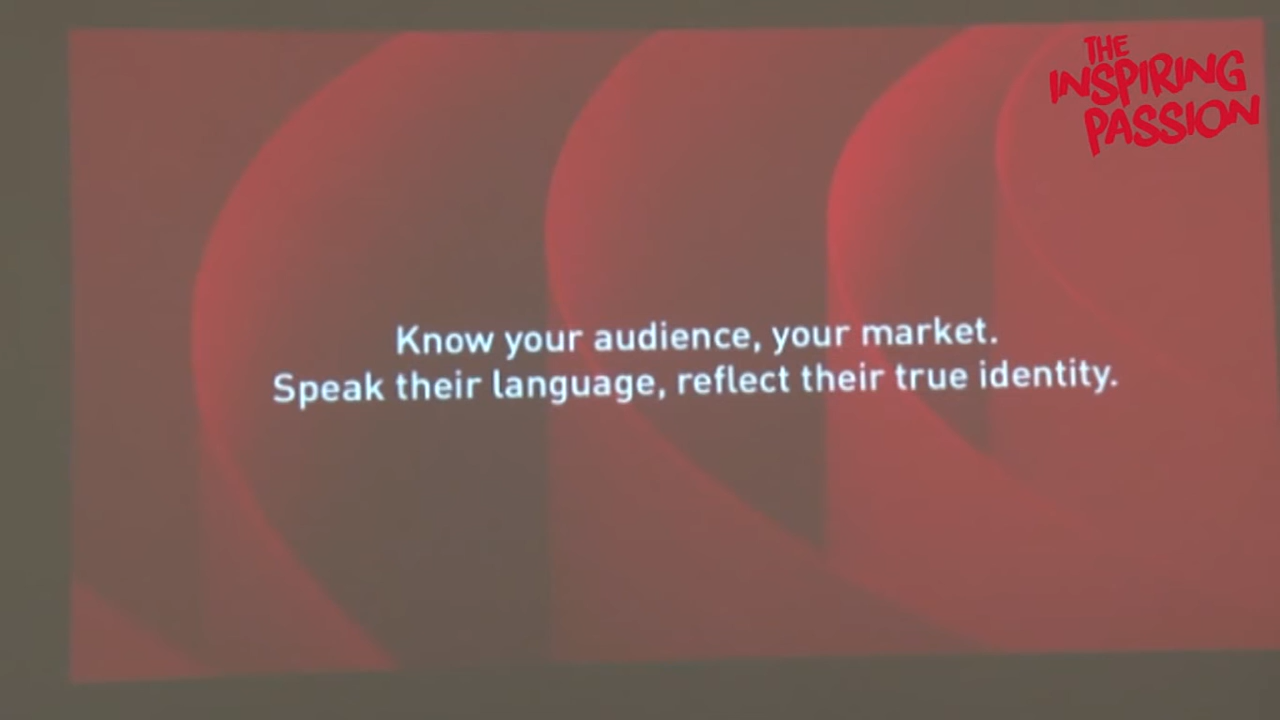 THE
INSPIRING
PASSION
Know your audience, your market.
Speak their language, reflect their true identity.